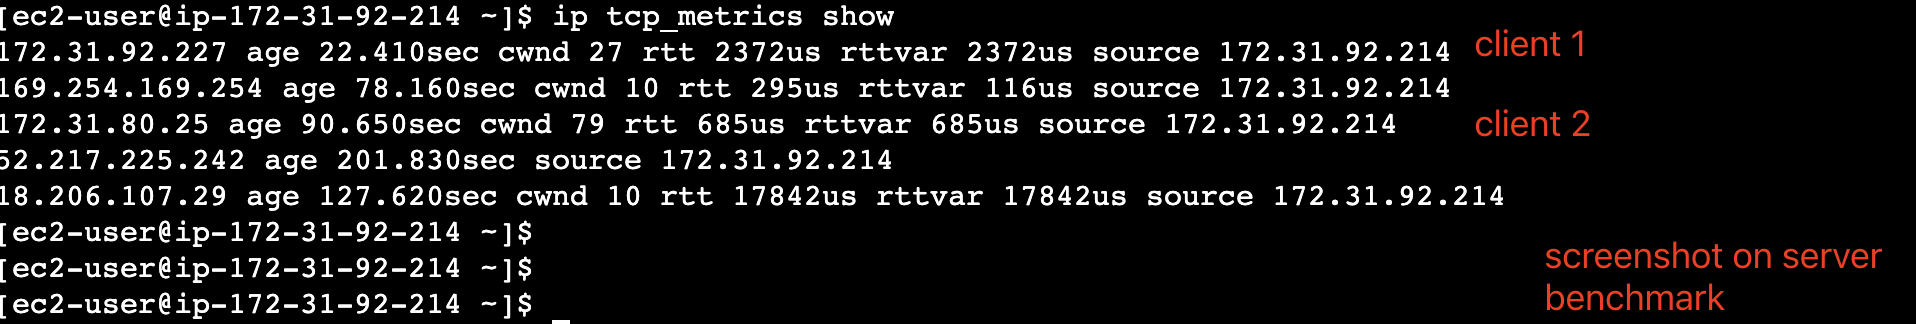 [ec2-user@ip-172-31-92-214 ~]$ ip tcp_metrics show
172.31.92.227 age 22.410sec cwnd 27 rtt 2372us rttvar 2372us source 172.31.92.214 client 1
169.254.169.254 age 78.160sec cwnd 10 rtt 295us rttvar 116us source 172.31.92.214
172.31.80.25 age 90.650sec cwnd 79 rtt 685us rttvar 685us source 172.31.92.214 client 2
52.217.225.242 age 201.830sec source 172.31.92.214
18.206.107.29 age 127.620sec cwnd 10 rtt 17842us rttvar 17842us source 172.31.92.214
[ec2-user@ip-172-31-92-214 ~]$
[ec2-user@ip-172-31-92-214 ~]$
[ec2-user@ip-172-31-92-214 ~]$
screenshot on server
benchmark